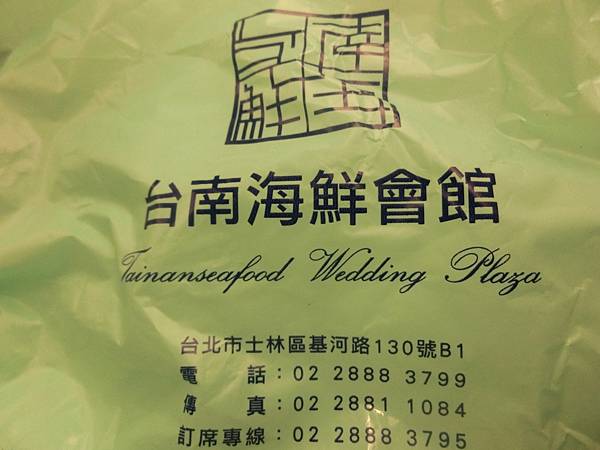 台南海鮮會館
Tainanseafood Wedding Plaza
台北市士林區基河路130號B1
電 話：02 2888 3799
傳 真：02 2881 1084
訂席專線：02 2888 3795